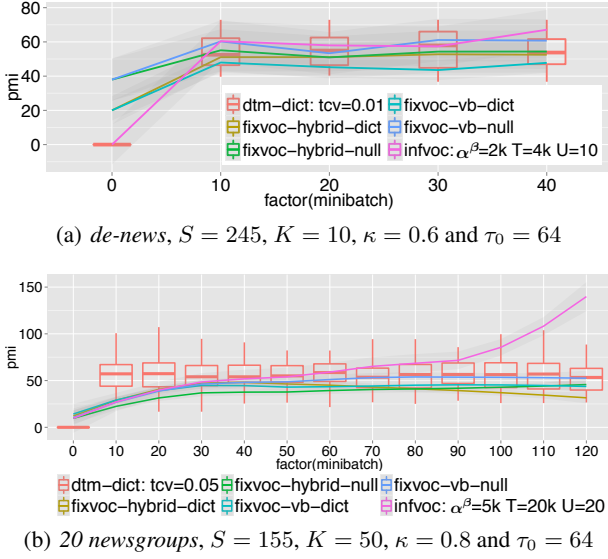 80
60
40
20
0
pmi
dtm-dict: tcv=0.01
fixvoc-hybrid-dict
fixvoc-hybrid-null
fixvoc-vb-dict
fixvoc-vb-null
infvoc: αᵝ=2k T=4k U=10
0 10 20 30 40
factor(minibatch)
(a) de-news, S = 245, K = 10, κ = 0.6 and τ₀ = 64
150
100
50
0
pmi
0 10 20 30 40 50 60 70 80 90 100 110 120
factor(minibatch)
dtm-dict: tcv=0.05 fixvoc-hybrid-null fixvoc-vb-null
fixvoc-hybrid-dict fixvoc-vb-dict infvoc: αᵝ=5k T=20k U=20
(b) 20 newsgroups, S = 155, K = 50, κ = 0.8 and τ₀ = 64